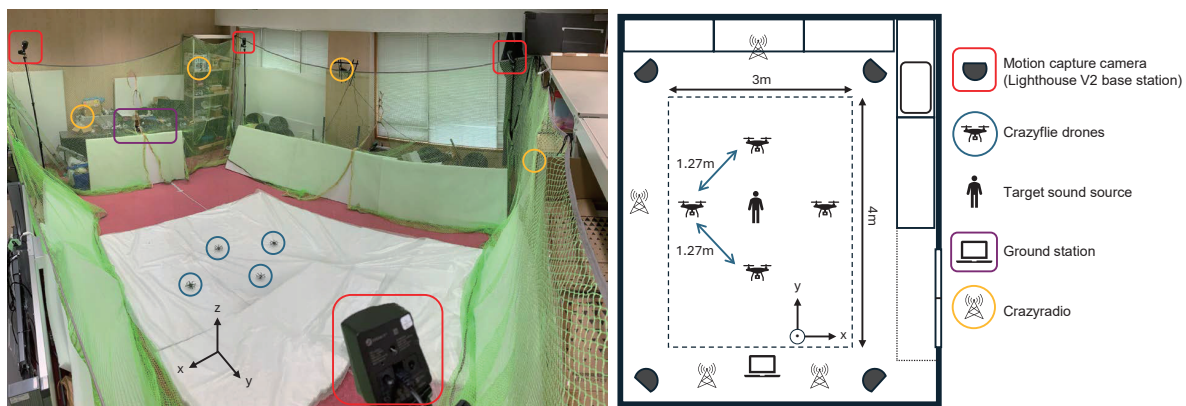 z
x
y
3m
1.27m
4m
1.27m
y
x
Motion capture camera
(Lighthouse V2 base station)
Crazyflie drones
Target sound source
Ground station
Crazyradio